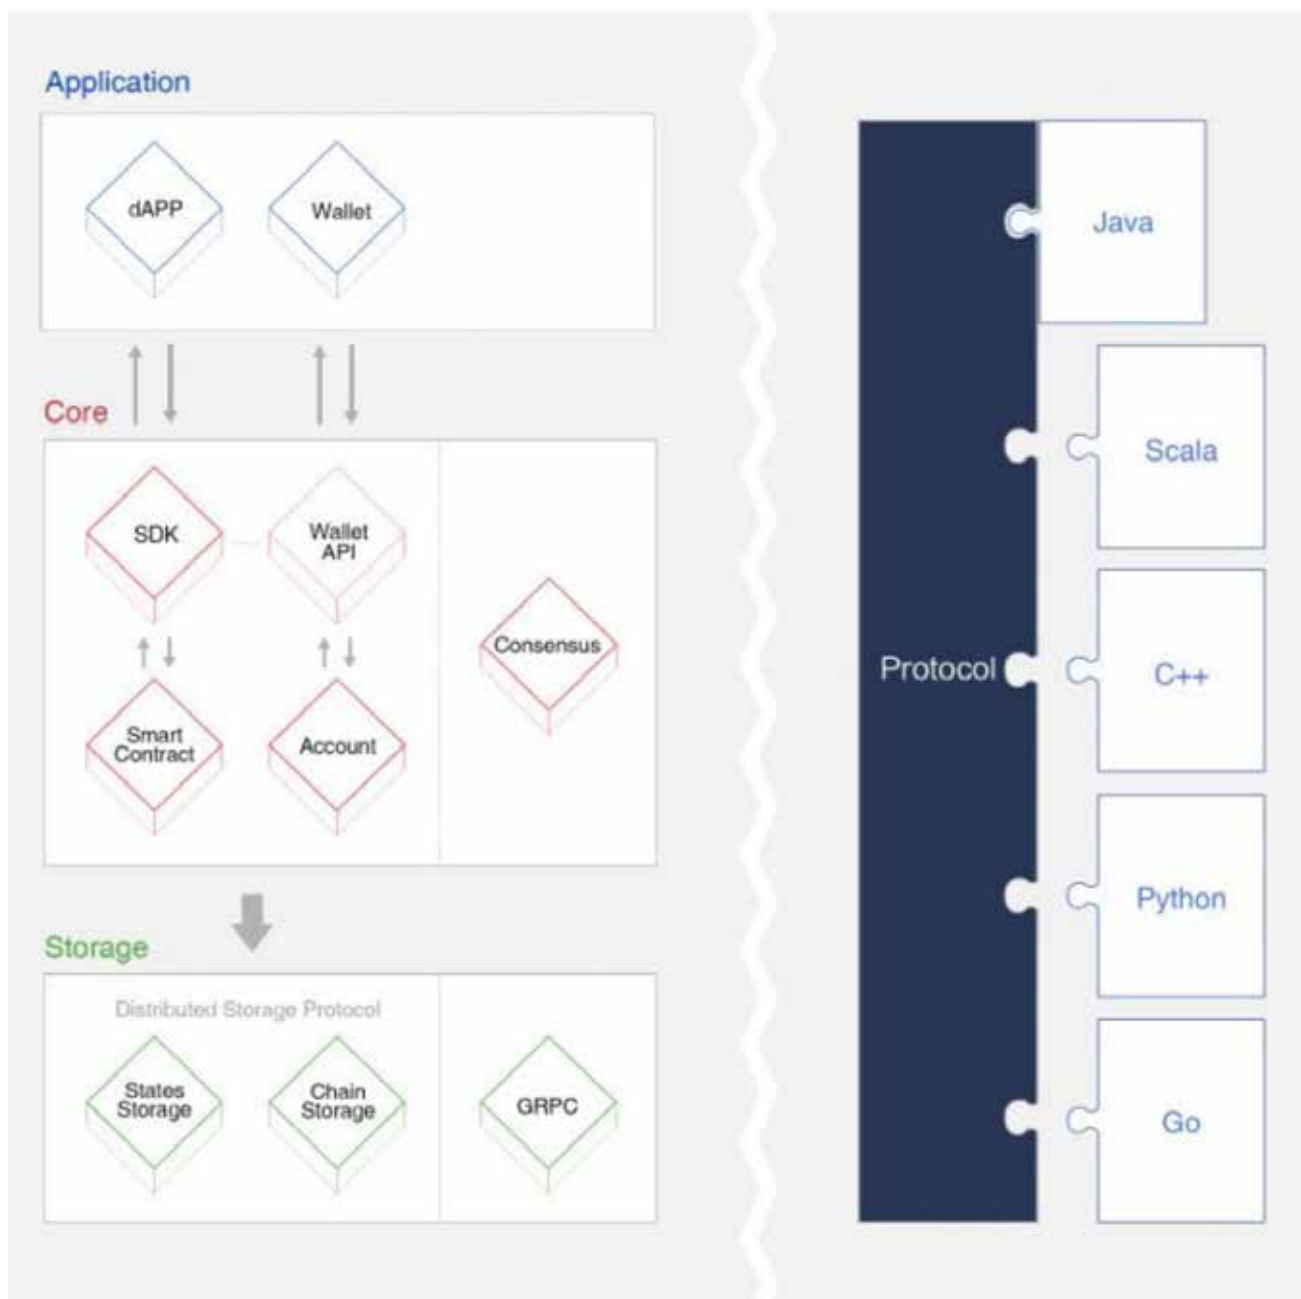 Application
dAPP
Wallet
Core
SDK
Wallet
API
Consensus
Smart
Contract
Account
Storage
Distributed Storage Protocol
States
Storage
Chain
Storage
GRPC
Protocol
Java
Scala
C++
Python
Go